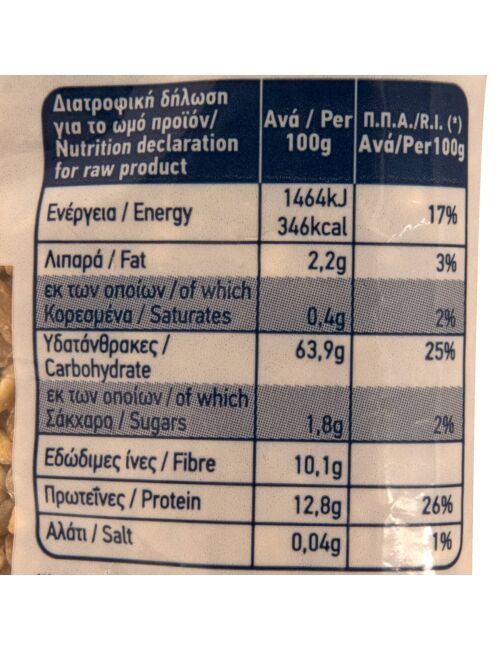 Διατροφική δήλωση
για το ωμό προϊόν/
Nutrition declaration
for raw product
Ανά / Per
100g
Π.Π.Α./R.I. (*)
Ανά/Per100g
Ενέργεια / Energy
1464kJ
346kcal
17%
Λιπαρά / Fat
2,2g
3%
εκ των οποίων /of which
Κορεσμένα / Saturates
0,4g
2%
Υδατάνθρακες /
Carbohydrate
63,9g
25%
εκ των οποίων / of which
Σάκχαρα / Sugars
1,8g
2%
Εδώδιμες ίνες / Fibre
10,1g
Πρωτεΐνες / Protein
12,8g
26%
Αλάτι / Salt
0,04g
1%